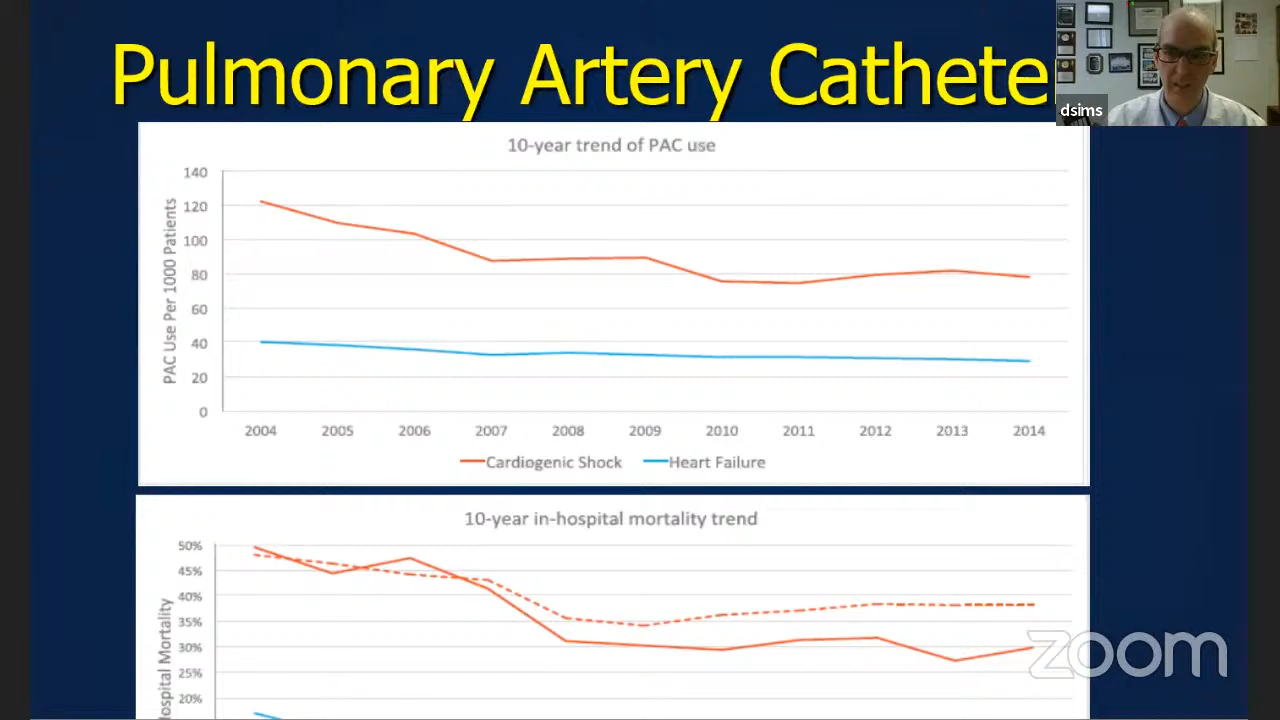 Pulmonary Artery Cathete
dsims
10-year trend of PAC use
PAC Use Per 1000 Patients
140
120
100
80
60
40
20
0
2004 2005 2006 2007 2008 2009 2010 2011 2012 2013 2014
Cardiogenic Shock Heart Failure
10-year in-hospital mortality trend
Hospital Mortality
50%
45%
40%
35%
30%
25%
20%
zoom